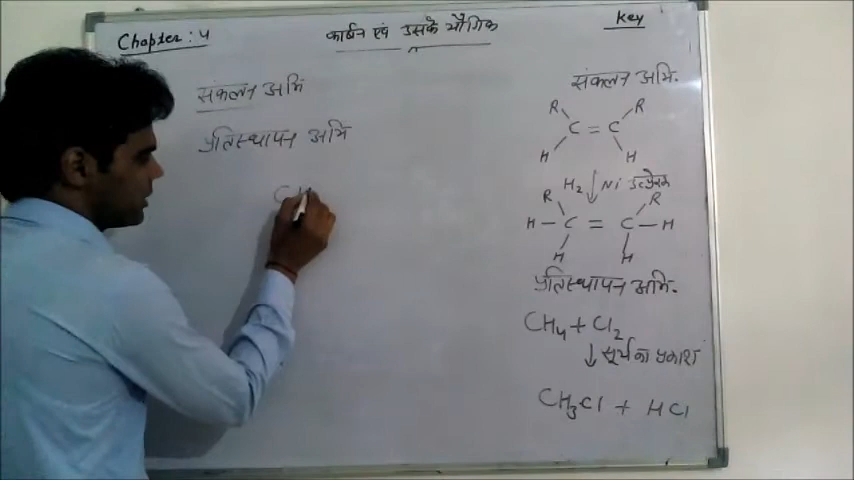 Chapter: 4
कार्बन एवं उसके यौगिक
Key
संकलन अभि
प्रतिस्थापन अभि
CH
संकलन अभि.
R R
C = C
H H
H2 ↓ Ni उत्प्रेरक
R R
H — C = C — H
H H
प्रतिस्थापन अभि.
CH4 + Cl2
↓ सूर्य का प्रकाश
CH3Cl + HCl